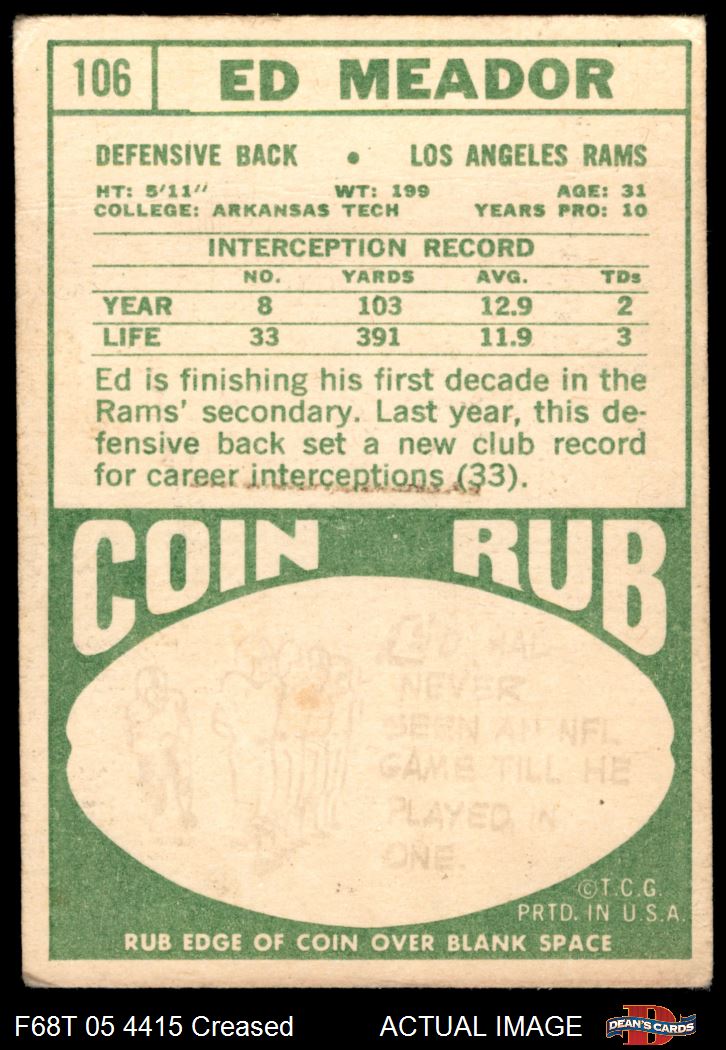 106 ED MEADOR
DEFENSIVE BACK • LOS ANGELES RAMS
HT: 5'11" WT: 199 AGE: 31
COLLEGE: ARKANSAS TECH YEARS PRO: 10
INTERCEPTION RECORD
NO. YARDS AVG. TDs
YEAR 8 103 12.9 2
LIFE 33 391 11.9 3
Ed is finishing his first decade in the
Rams' secondary. Last year, this de-
fensive back set a new club record
for career interceptions (33).
COIN RUB
HAD
NEVER
SEEN AN NFL
GAME TILL HE
PLAYED IN
ONE.
©T.C.G.
PRTD. IN U.S.A.
RUB EDGE OF COIN OVER BLANK SPACE
F68T 05 4415 Creased ACTUAL IMAGE
DEAN'S CARDS